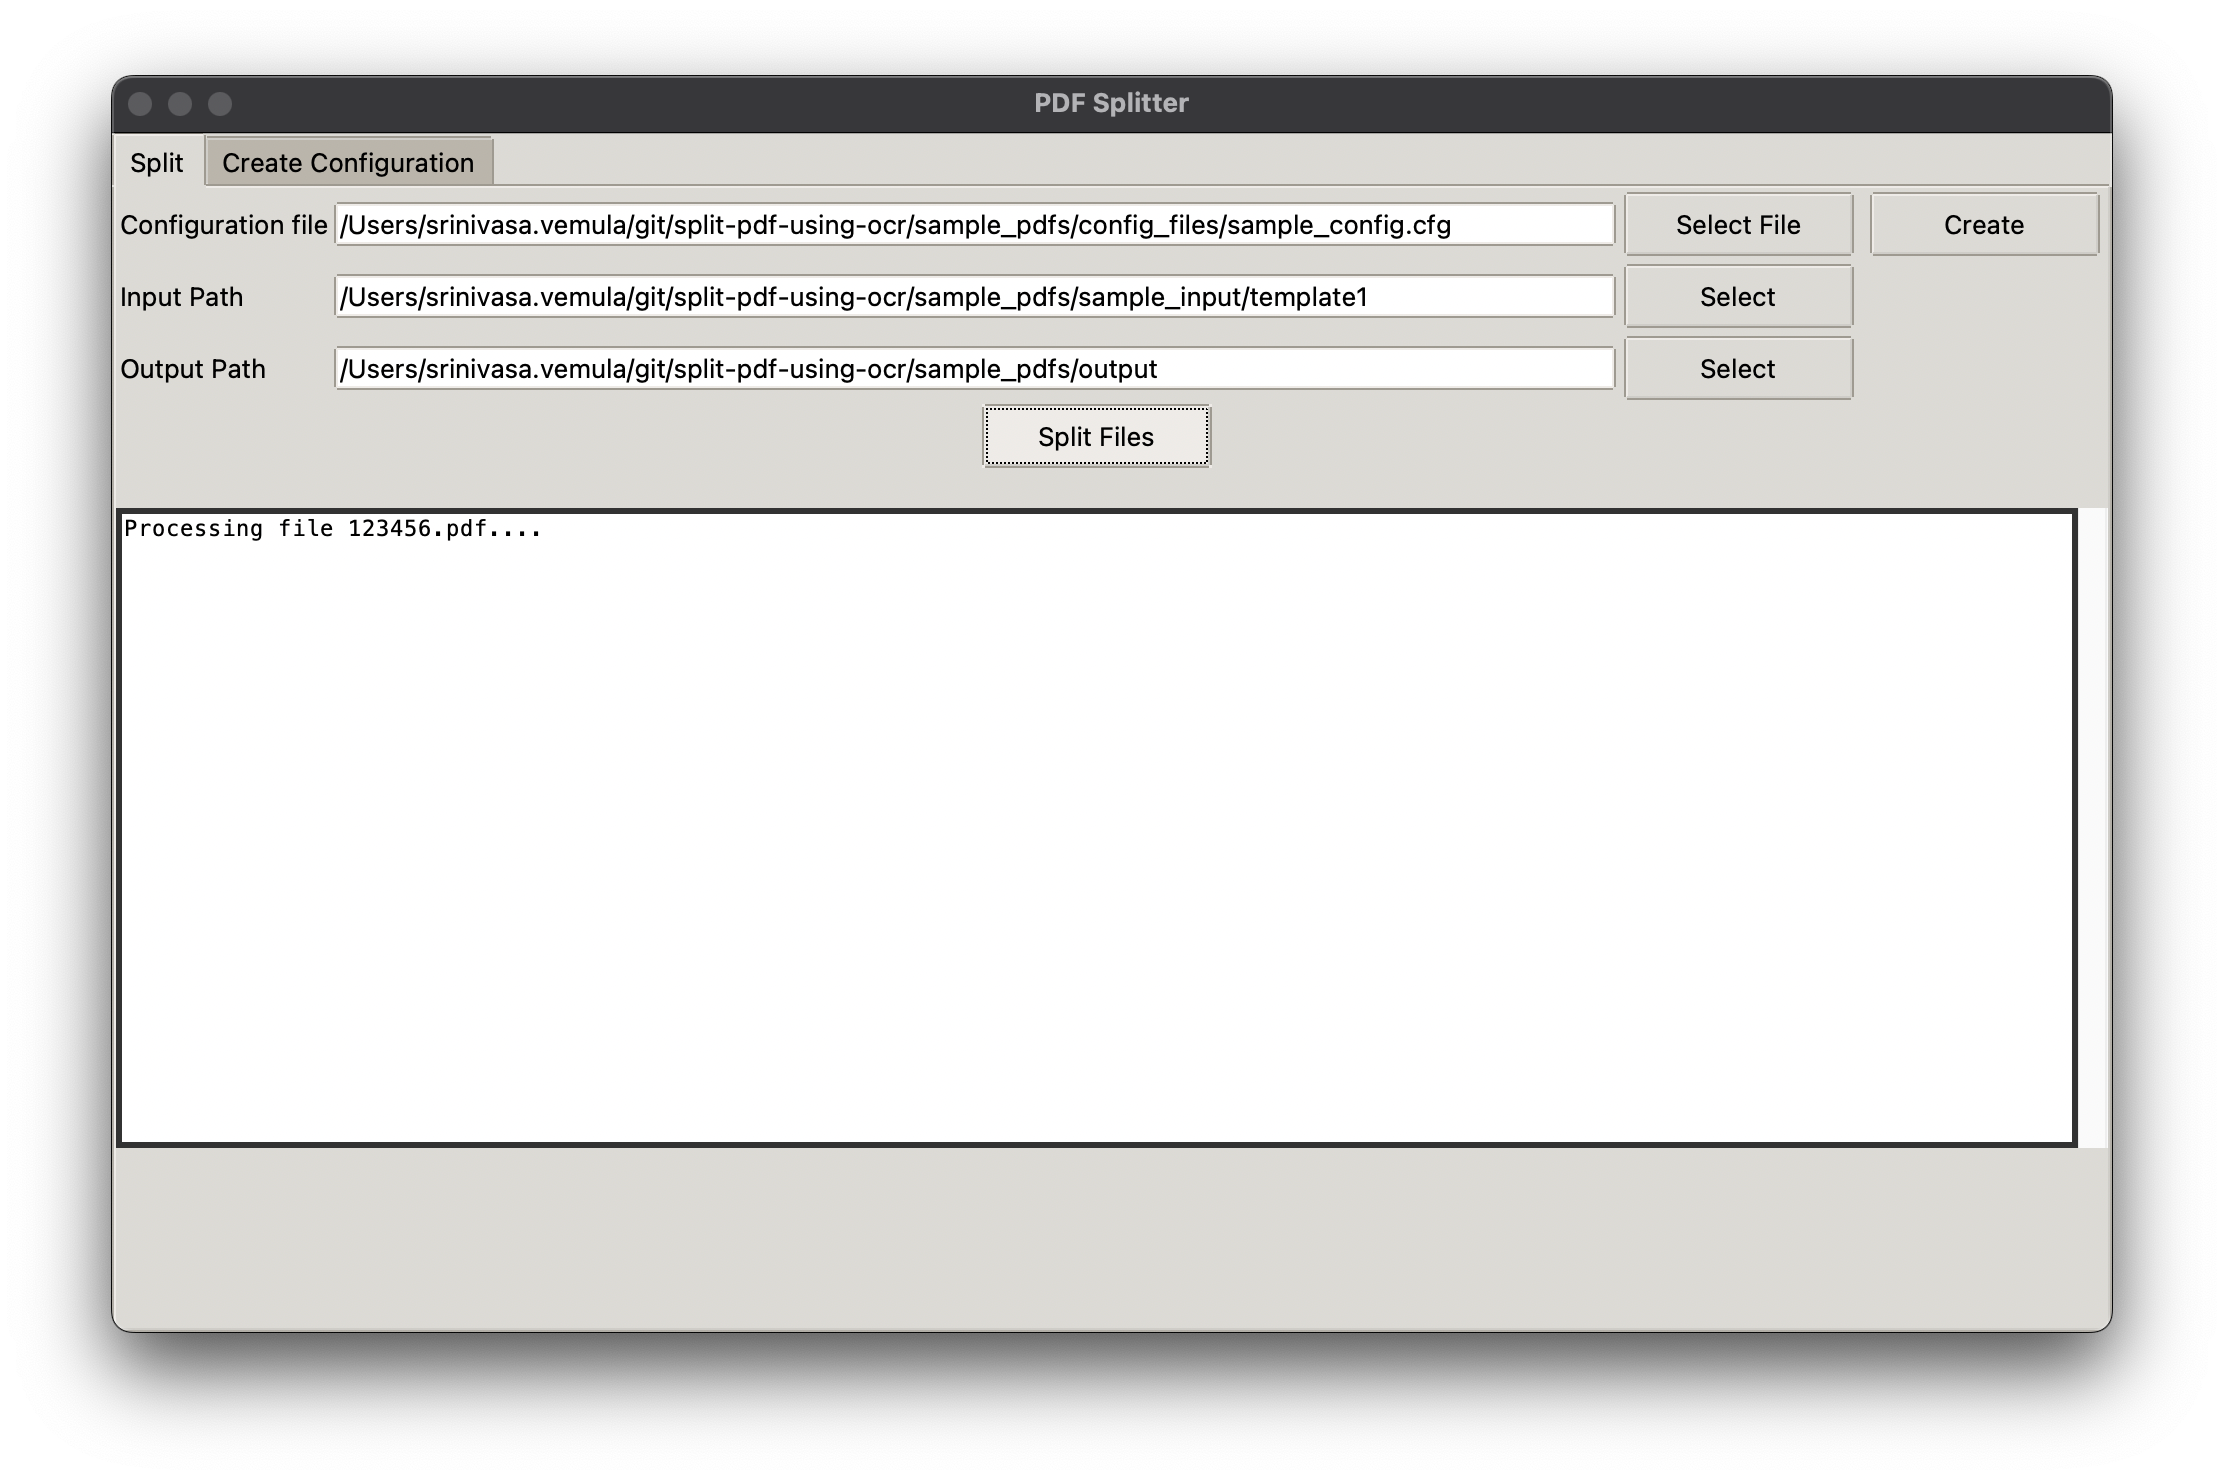 PDF Splitter
Split Create Configuration
Configuration file /Users/srinivasa.vemula/git/split-pdf-using-ocr/sample_pdfs/config_files/sample_config.cfg Select File Create
Input Path /Users/srinivasa.vemula/git/split-pdf-using-ocr/sample_pdfs/sample_input/template1 Select
Output Path /Users/srinivasa.vemula/git/split-pdf-using-ocr/sample_pdfs/output Select
Split Files
Processing file 123456.pdf....